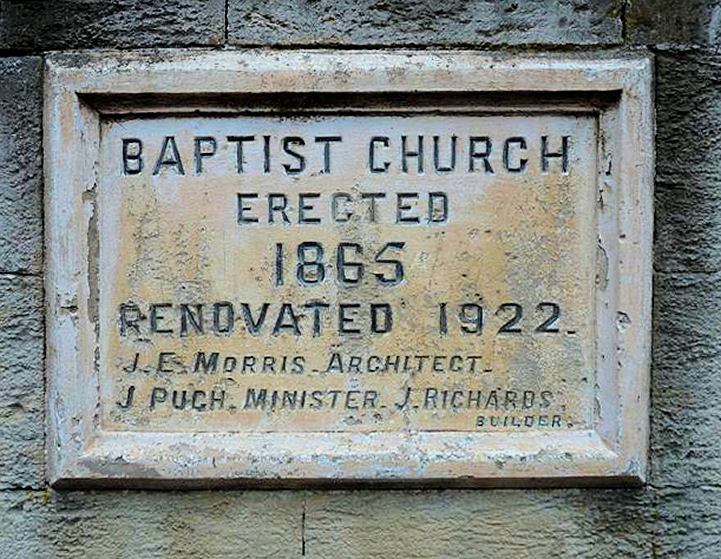 BAPTIST CHURCH
ERECTED
1865
RENOVATED 1922.
J.E. MORRIS. ARCHITECT.
J PUGH. MINISTER. J. RICHARDS.
BUILDER.